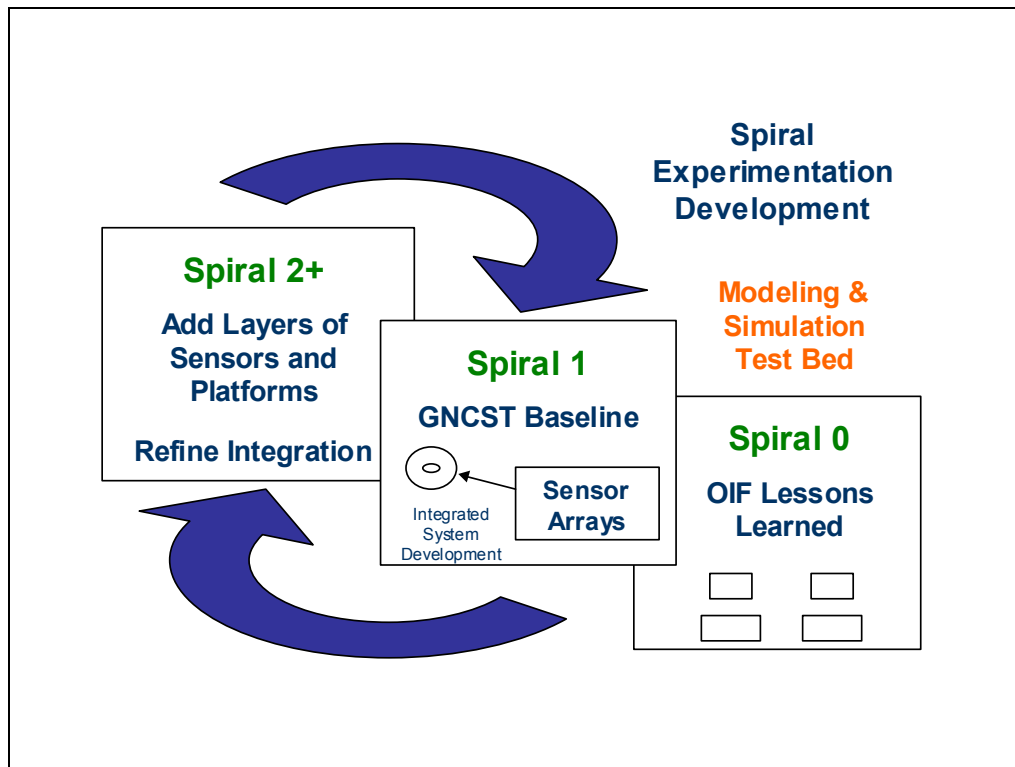 Spiral
Experimentation
Development
Modeling &
Simulation
Test Bed
Spiral 2+
Add Layers of
Sensors and
Platforms
Refine Integration
Spiral 1
GNCST Baseline
Sensor
Arrays
Integrated
System
Development
Spiral 0
OIF Lessons
Learned